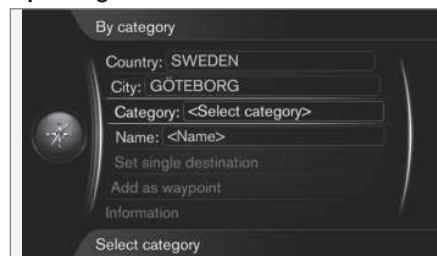 By category
Country: SWEDEN
City: GÖTEBORG
Category: <Select category>
Name: <Name>
Set single destination
Add as waypoint
Information
Select category